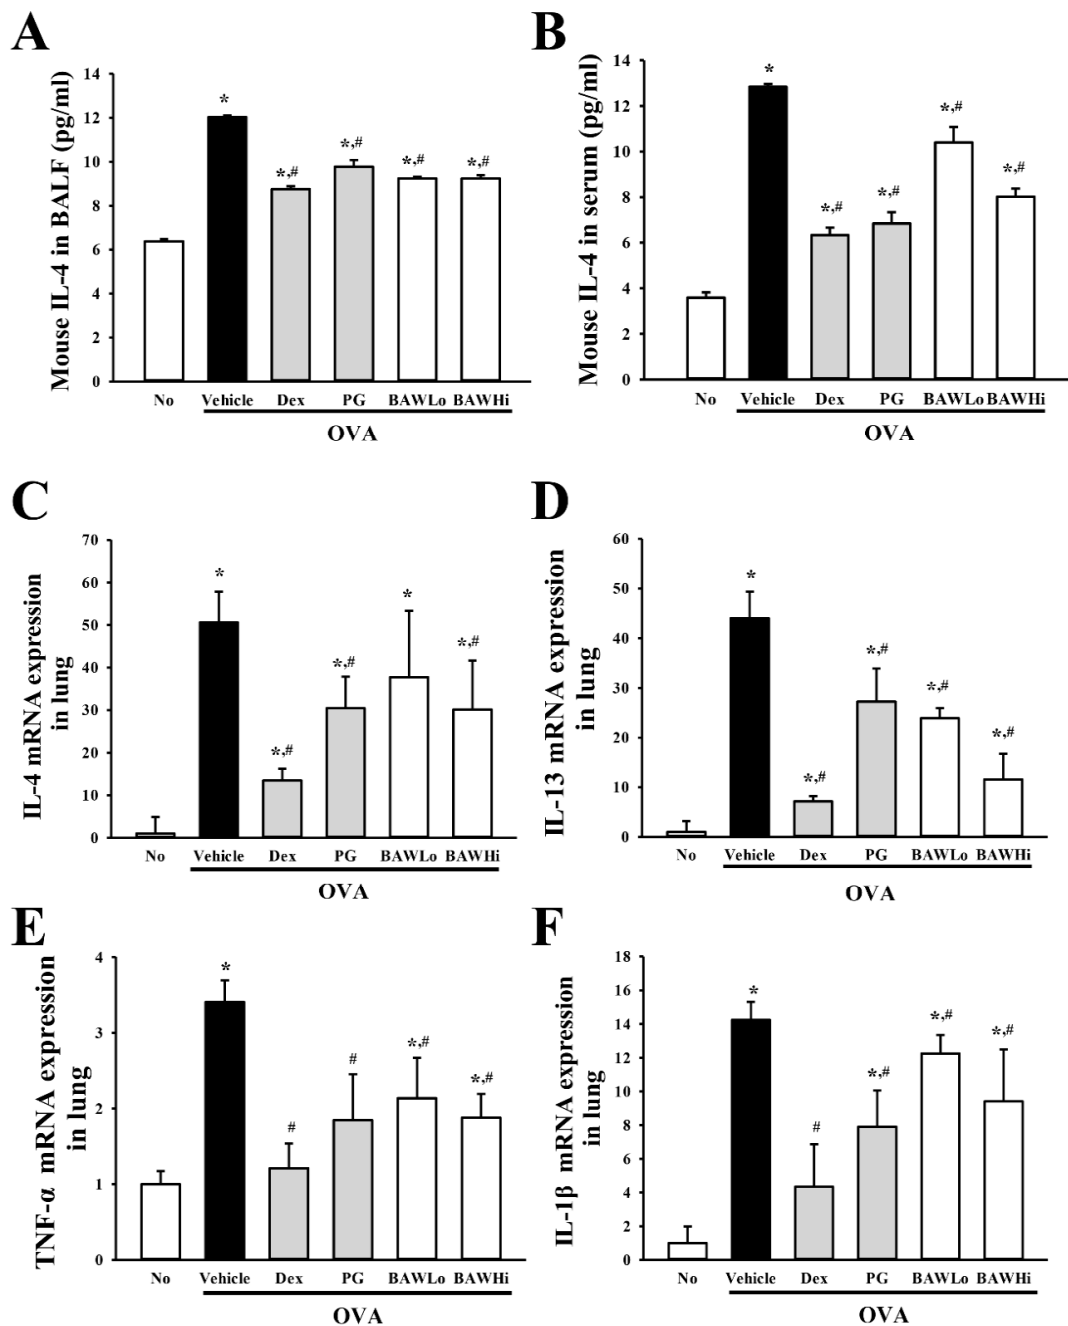 A
Mouse IL-4 in BALF (pg/ml)
14
12
10
8
6
4
2
0
*
*,#
*,#
*,#
*,#
No Vehicle Dex PG BAWLo BAWHi
OVA
B
Mouse IL-4 in serum (pg/ml)
14
12
10
8
6
4
2
0
*
*,#
*,#
*,#
*,#
No Vehicle Dex PG BAWLo BAWHi
OVA
C
IL-4 mRNA expression
in lung
70
60
50
40
30
20
10
0
*
*,#
*,#
*
*,#
No Vehicle Dex PG BAWLo BAWHi
OVA
D
IL-13 mRNA expression
in lung
60
50
40
30
20
10
0
*
*,#
*,#
*,#
*,#
No Vehicle Dex PG BAWLo BAWHi
OVA
E
TNF-α mRNA expression
in lung
4
3
2
1
0
*
#
#
*,#
*,#
No Vehicle Dex PG BAWLo BAWHi
OVA
F
IL-1β mRNA expression
in lung
18
16
14
12
10
8
6
4
2
0
*
#
*,#
*,#
*,#
No Vehicle Dex PG BAWLo BAWHi
OVA